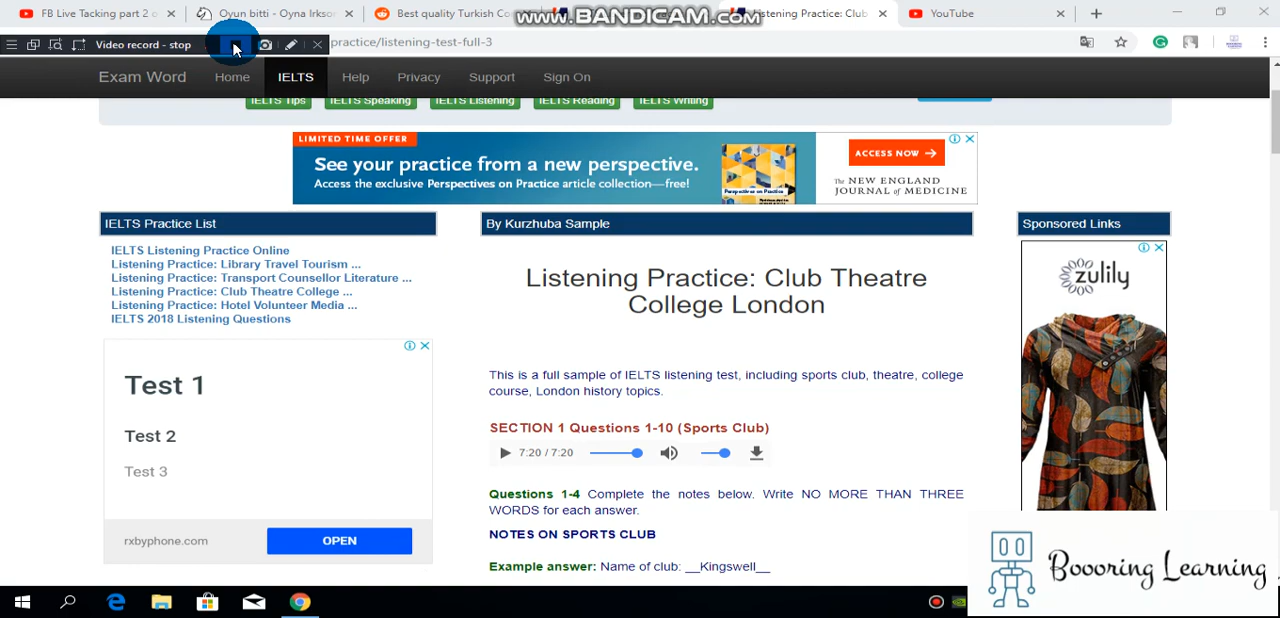 FB Live Tacking part 2 o
Oyun bitti - Oyna Irkso
Best quality Turkish Co
www.BANDICAM.com
Listening Practice: Club
YouTube
Video record - stop
practice/listening-test-full-3
Exam Word
Home
IELTS
Help
Privacy
Support
Sign On
IELTS Tips
IELTS Speaking
IELTS Listening
IELTS Reading
IELTS Writing
LIMITED TIME OFFER
See your practice from a new perspective.
Access the exclusive Perspectives on Practice article collection—free!
Perspectives on Practice
ACCESS NOW
The NEW ENGLAND
JOURNAL of MEDICINE
IELTS Practice List
IELTS Listening Practice Online
Listening Practice: Library Travel Tourism ...
Listening Practice: Transport Counsellor Literature ...
Listening Practice: Club Theatre College ...
Listening Practice: Hotel Volunteer Media ...
IELTS 2018 Listening Questions
Test 1
Test 2
Test 3
rxbyphone.com
OPEN
By Kurzhuba Sample
Listening Practice: Club Theatre
College London
This is a full sample of IELTS listening test, including sports club, theatre, college
course, London history topics.
SECTION 1 Questions 1-10 (Sports Club)
7:20 / 7:20
Questions 1-4 Complete the notes below. Write NO MORE THAN THREE
WORDS for each answer.
NOTES ON SPORTS CLUB
Example answer: Name of club: __Kingswell__
Sponsored Links
zulily
Boooring Learning